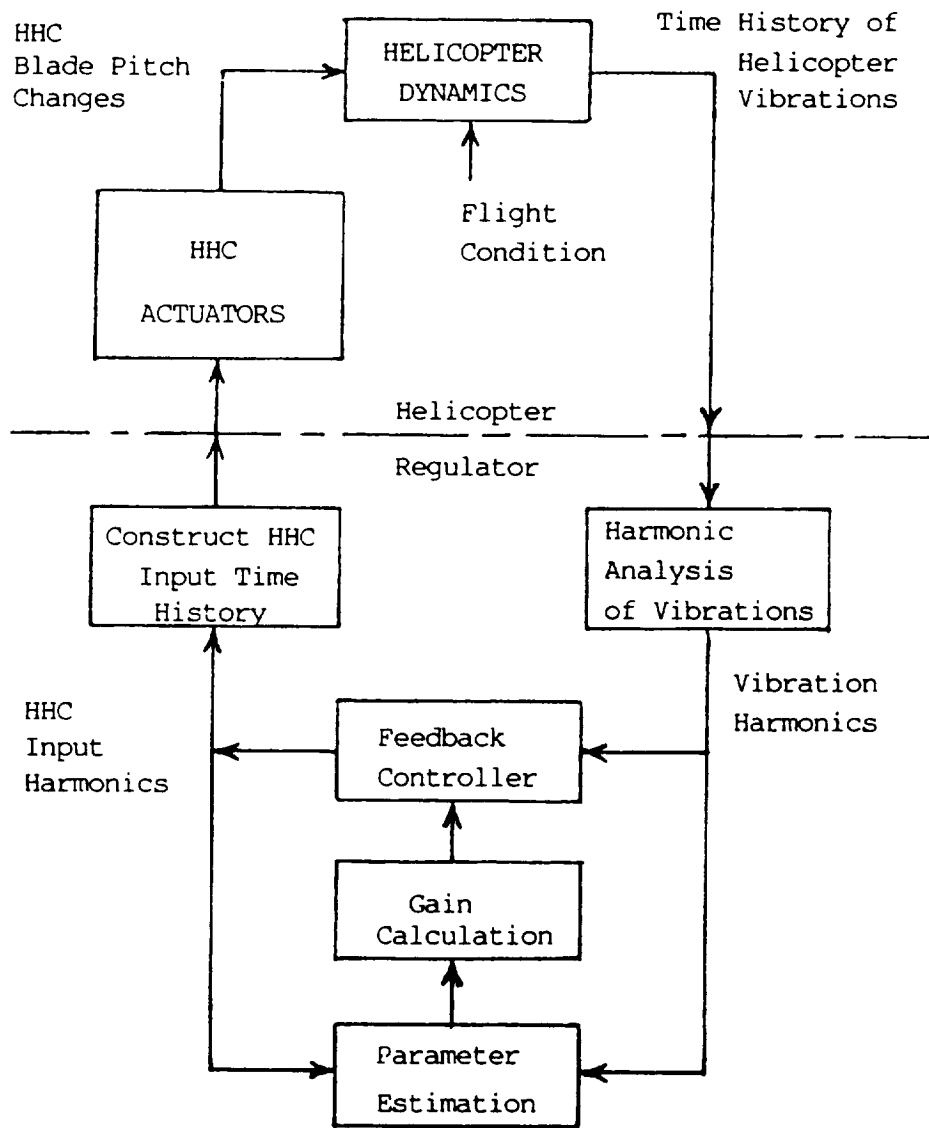 HHC
Blade Pitch
Changes
HELICOPTER
DYNAMICS
Time History of
Helicopter
Vibrations
Flight
Condition
HHC
ACTUATORS
Helicopter
Regulator
Construct HHC
Input Time
History
Harmonic
Analysis
of Vibrations
HHC
Input
Harmonics
Feedback
Controller
Vibration
Harmonics
Gain
Calculation
Parameter
Estimation